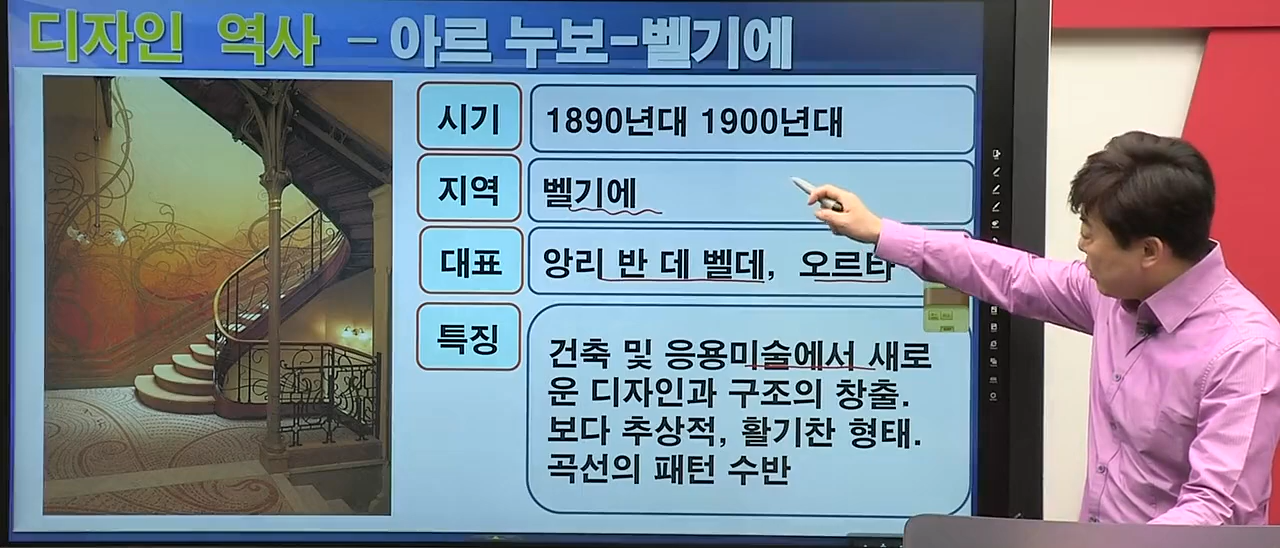 디자인 역사 - 아르 누보-벨기에
시기 1890년대 1900년대
지역 벨기에
대표 앙리 반 데 벨데, 오르타
특징
건축 및 응용미술에서 새로
운 디자인과 구조의 창출.
보다 추상적, 활기찬 형태.
곡선의 패턴 수반